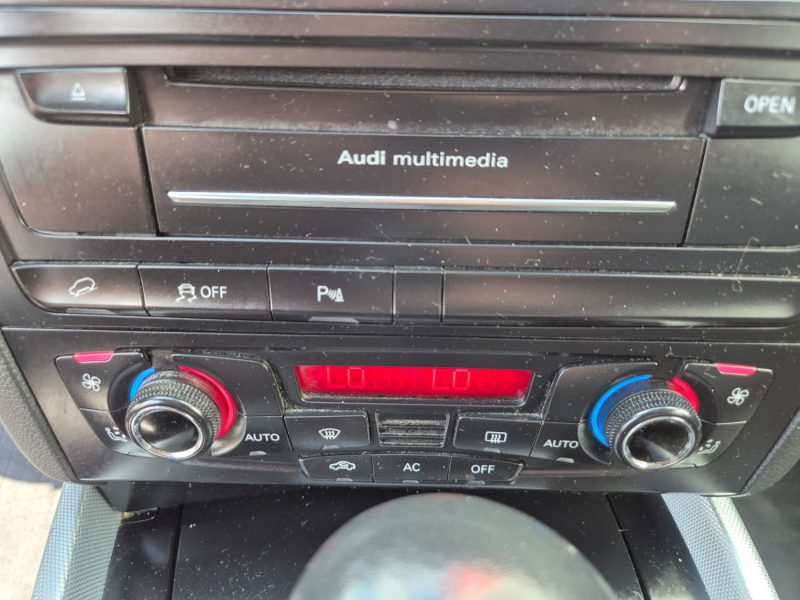 OPEN
Audi multimedia
OFF
P
LO LO
AUTO
AUTO
AC
OFF